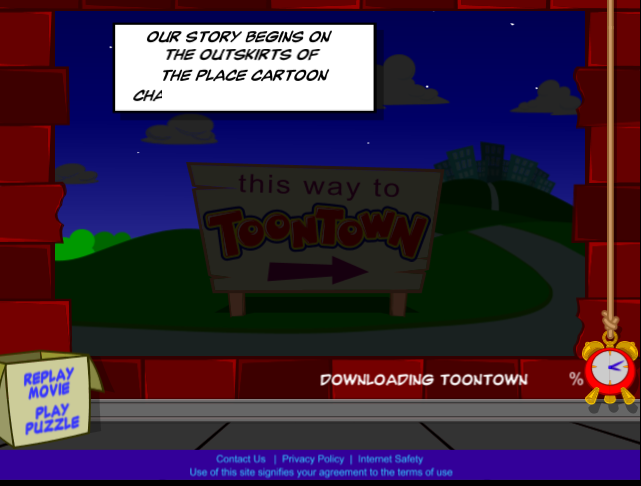 OUR STORY BEGINS ON
THE OUTSKIRTS OF
THE PLACE CARTOON
CHA
this way to
TOONTOWN
DOWNLOADING TOONTOWN %
REPLAY
MOVIE
PLAY
PUZZLE
Contact Us | Privacy Policy | Internet Safety
Use of this site signifies your agreement to the terms of use